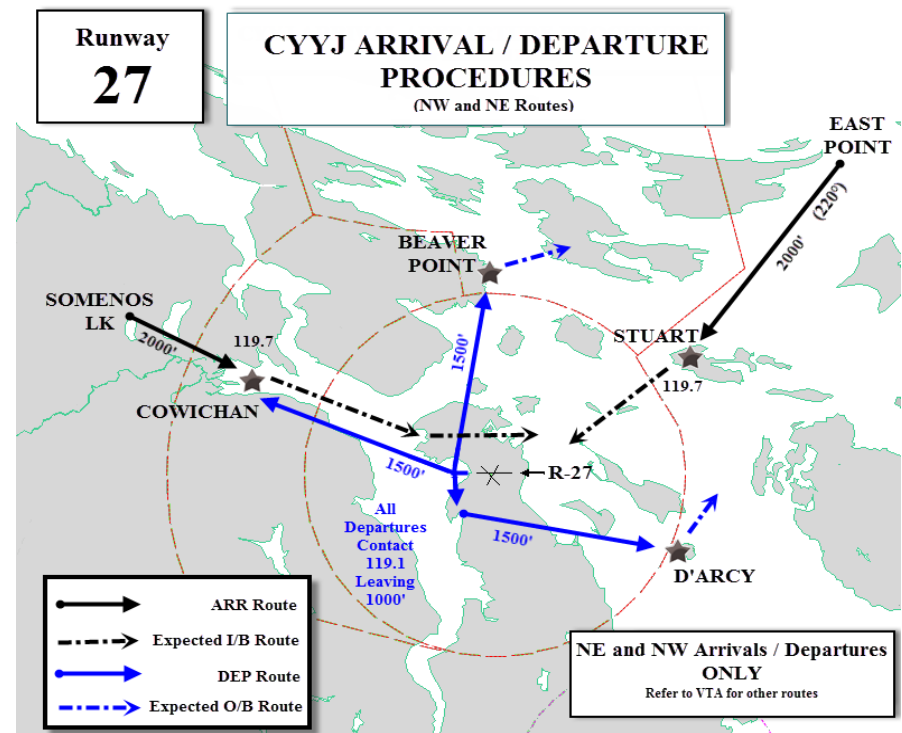 Runway
27
CYYJ ARRIVAL / DEPARTURE
PROCEDURES
(NW and NE Routes)
EAST
POINT
(220°)
2000'
BEAVER
POINT
SOMENOS
LK
2000'
119.7
1500'
STUART
119.7
COWICHAN
1500'
R-27
All
Departures
Contact
119.1
Leaving
1000'
1500'
D'ARCY
ARR Route
Expected I/B Route
DEP Route
Expected O/B Route
NE and NW Arrivals / Departures
ONLY
Refer to VTA for other routes